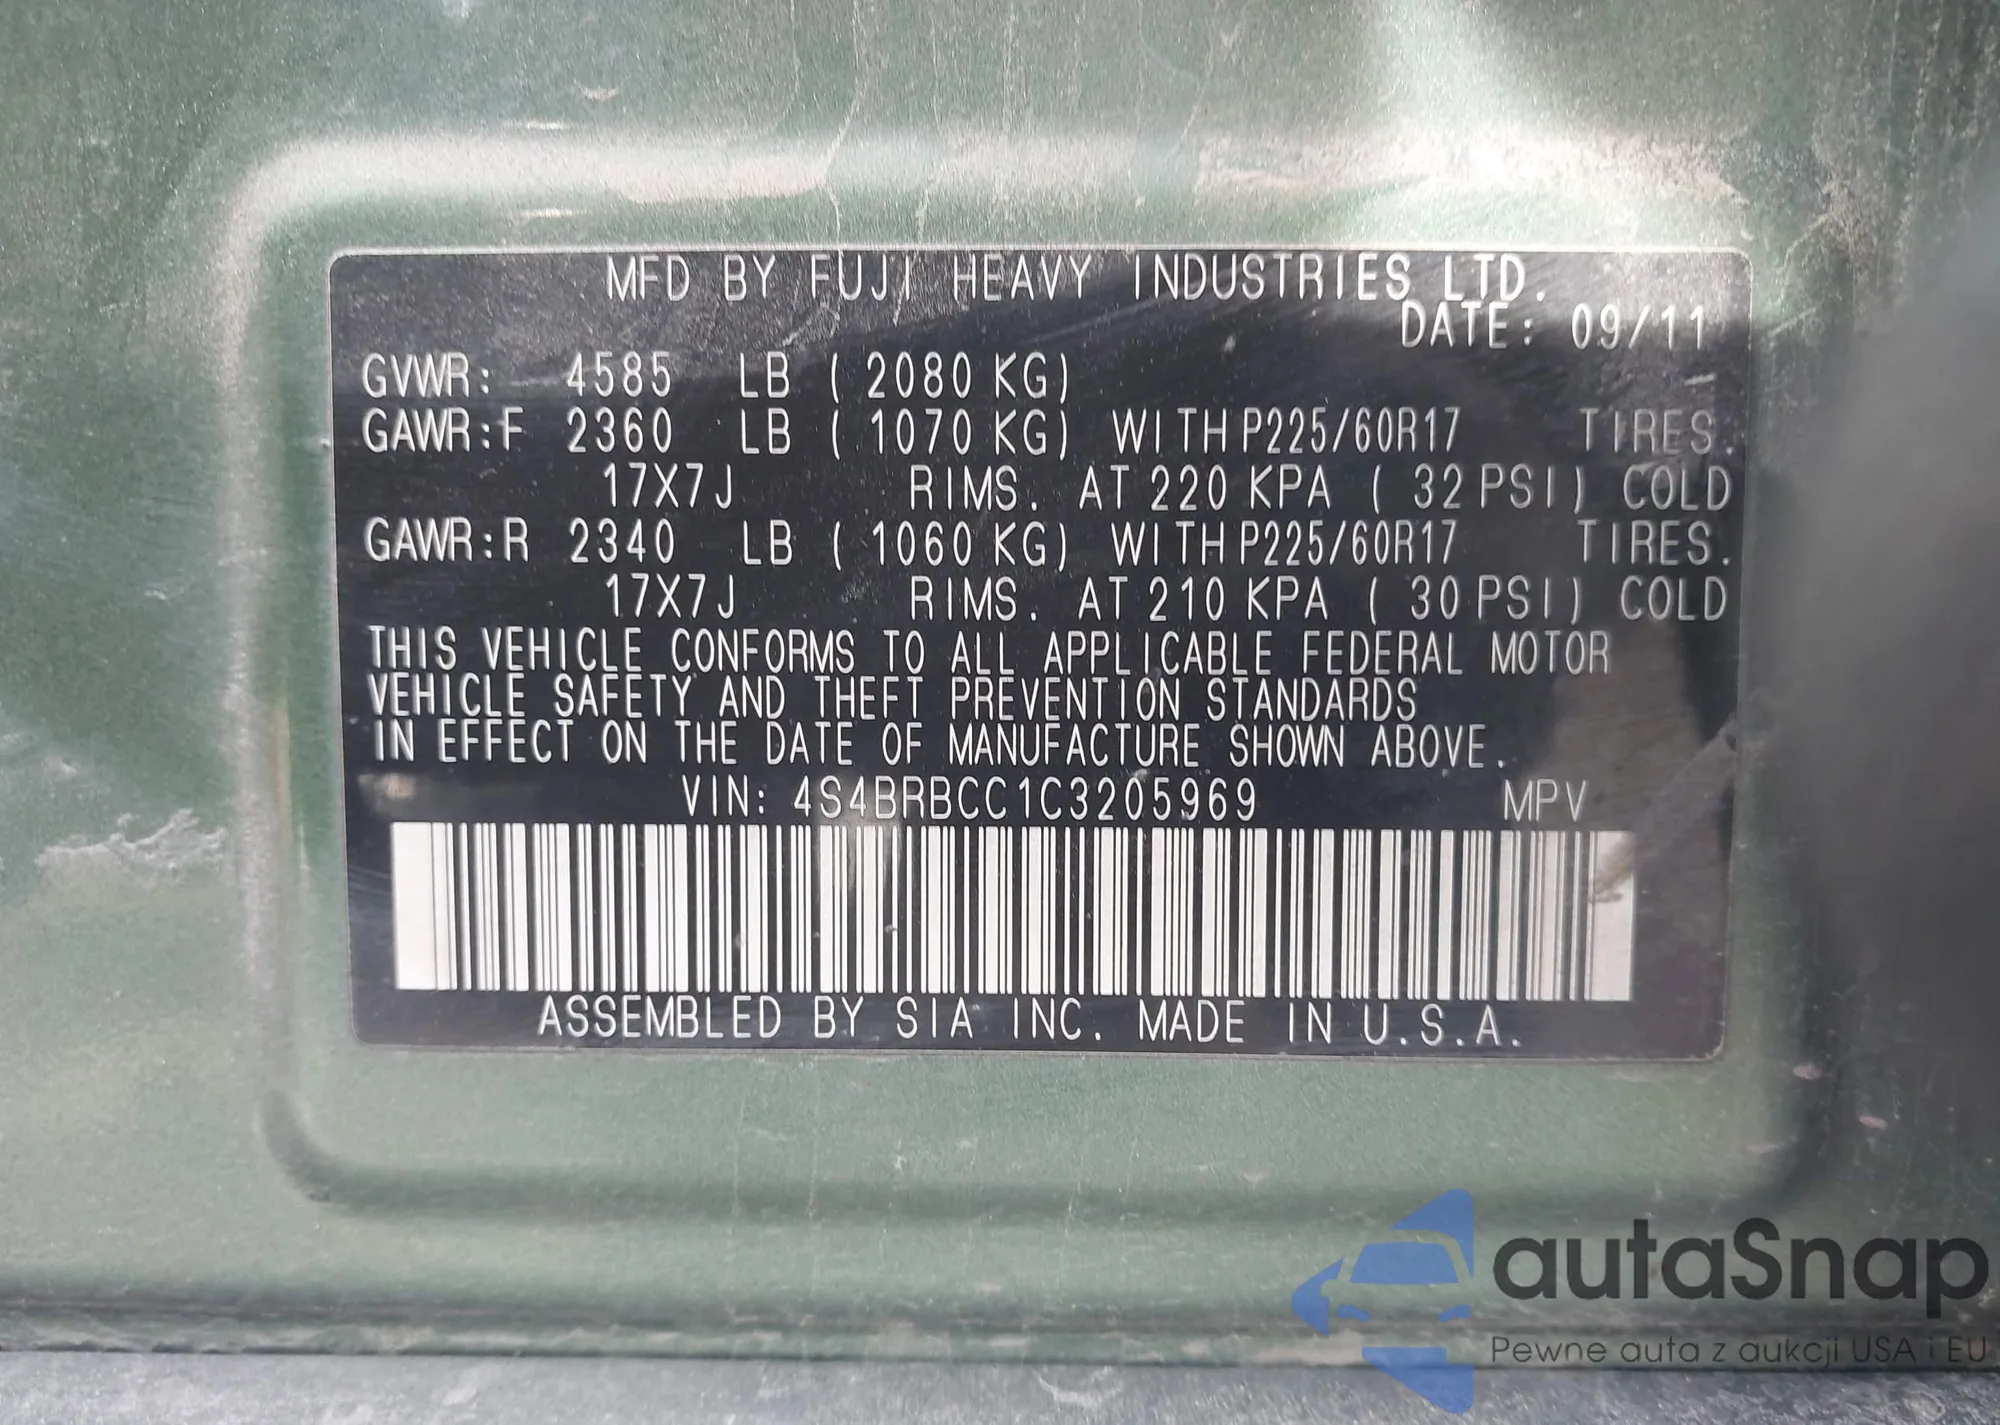 MFD BY FUJI HEAVY INDUSTRIES LTD.
DATE: 09/11
GVWR: 4585 LB ( 2080 KG)
GAWR:F 2360 LB ( 1070 KG) WITH P225/60R17 TIRES.
17X7J RIMS. AT 220 KPA ( 32 PSI) COLD
GAWR:R 2340 LB ( 1060 KG) WITH P225/60R17 TIRES.
17X7J RIMS. AT 210 KPA ( 30 PSI) COLD
THIS VEHICLE CONFORMS TO ALL APPLICABLE FEDERAL MOTOR
VEHICLE SAFETY AND THEFT PREVENTION STANDARDS
IN EFFECT ON THE DATE OF MANUFACTURE SHOWN ABOVE.
VIN: 4S4BRBCC1C3205969 MPV
ASSEMBLED BY SIA INC. MADE IN U.S.A.
autaSnap
Pewne auta z aukcji USA i EU